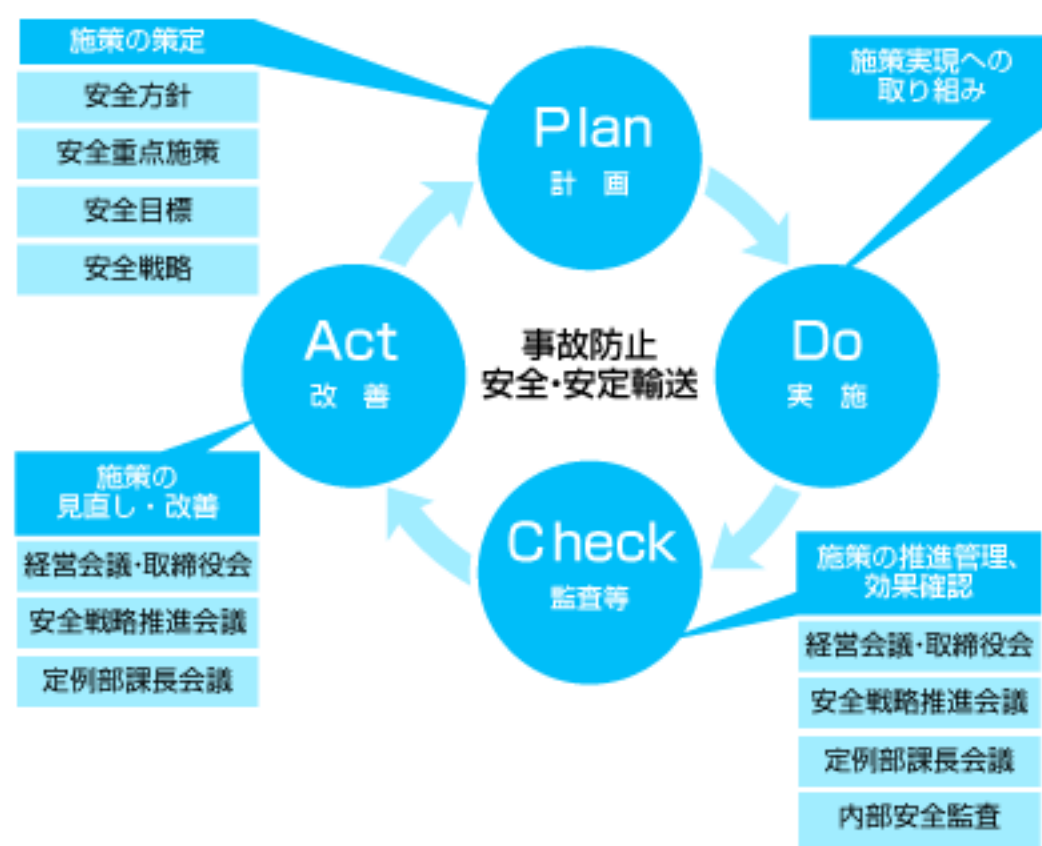 施策の策定
安全方針
安全重点施策
安全目標
安全戦略
Plan
計 画
施策実現への
取り組み
Act
改 善
事故防止
安全・安定輸送
Do
実 施
施策の
見直し・改善
経営会議・取締役会
安全戦略推進会議
定例部課長会議
Check
監査等
施策の推進管理、
効果確認
経営会議・取締役会
安全戦略推進会議
定例部課長会議
内部安全監査